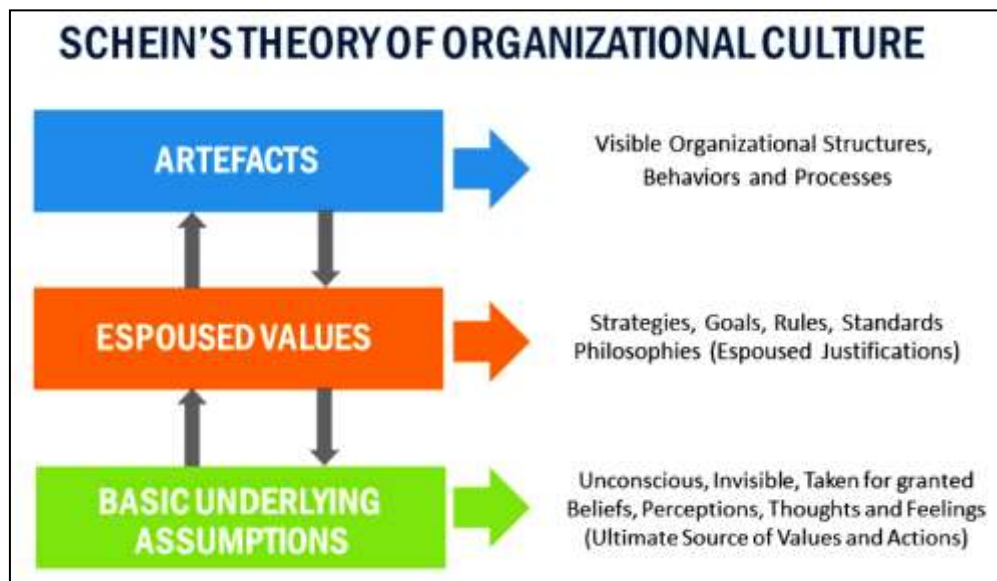 SCHEIN'S THEORY OF ORGANIZATIONAL CULTURE
ARTEFACTS
Visible Organizational Structures,
Behaviors and Processes
ESPOUSED VALUES
Strategies, Goals, Rules, Standards
Philosophies (Espoused Justifications)
BASIC UNDERLYING
ASSUMPTIONS
Unconscious, Invisible, Taken for granted
Beliefs, Perceptions, Thoughts and Feelings
(Ultimate Source of Values and Actions)